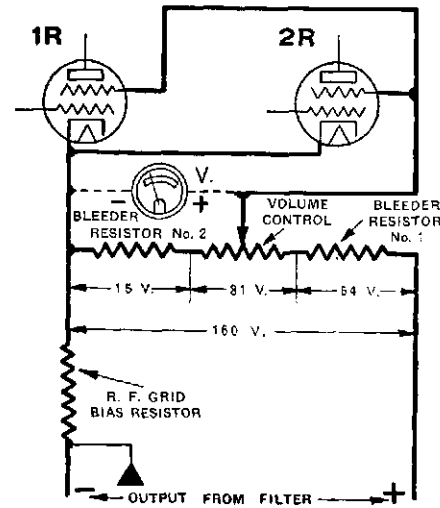 1R
2R
V.
- +
BLEEDER
RESISTOR No. 2
VOLUME
CONTROL
BLEEDER
RESISTOR
No. 1
15 V.
81 V.
64 V.
160 V.
R. F. GRID
BIAS RESISTOR
- OUTPUT FROM FILTER +